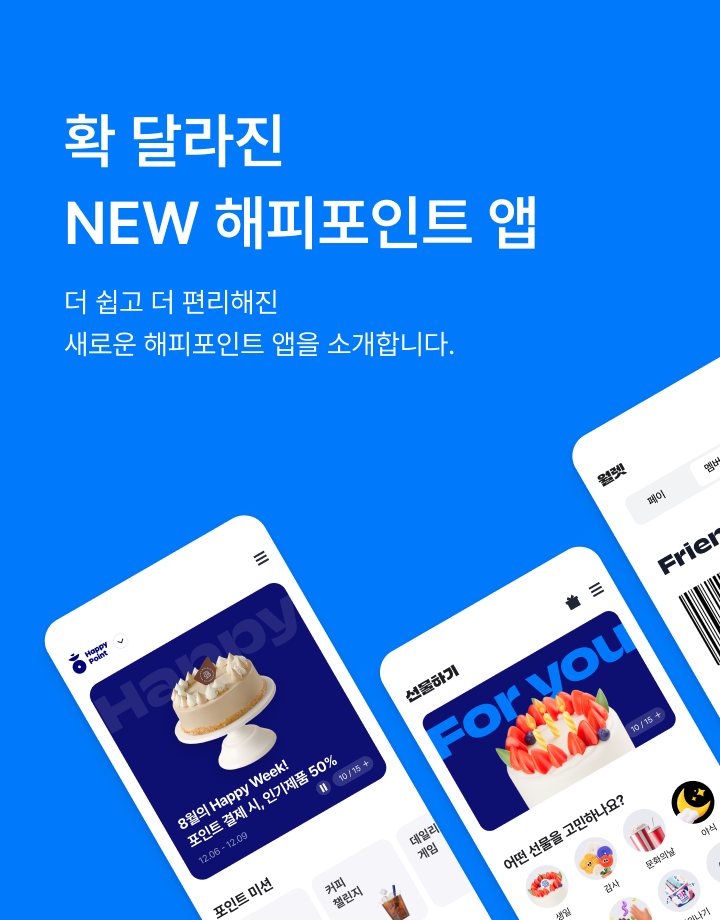 확 달라진
NEW 해피포인트 앱
더 쉽고 더 편리해진
새로운 해피포인트 앱을 소개합니다.
Happy
Point
Happy
8월의 Happy Week!
포인트 결제 시, 인기제품 50%
12.06 - 12.09
10 / 15 +
포인트 미션
커피
챌린지
데일리
게임
선물하기
For you
10 / 15 +
어떤 선물을 고민하나요?
생일
감사
문화의날
야식
월렛
페이